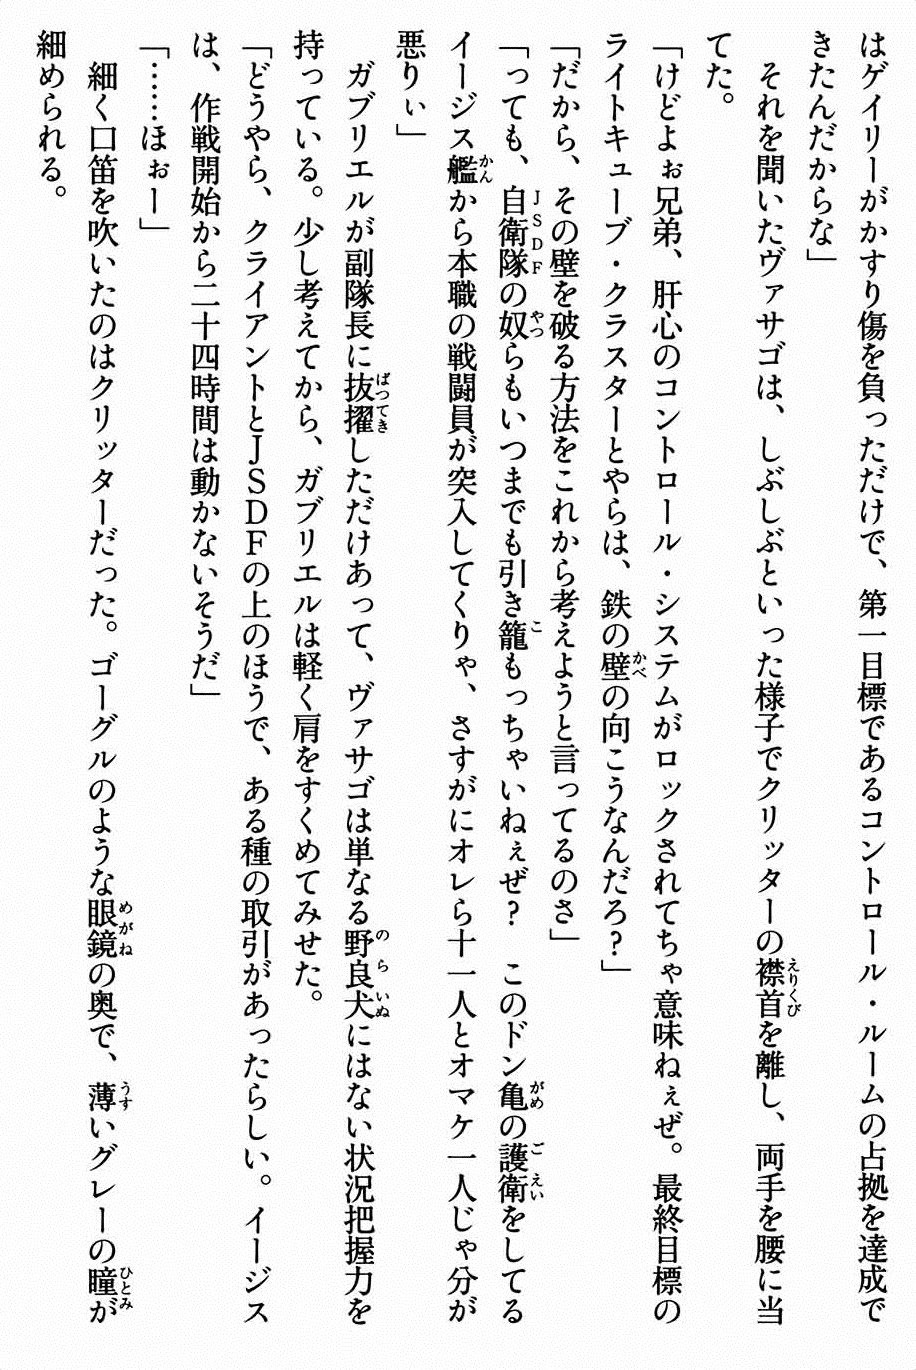 はゲイリーがかすり傷を負っただけで、第一目標であるコントロール・ルームの占拠を達成で
きたんだからな」
　それを聞いたヴァサゴは、しぶしぶといった様子でクリッターの襟首を離し、両手を腰に当
てた。
「けどよぉ兄弟、肝心のコントロール・システムがロックされてちゃ意味ねぇぜ。最終目標の
ライトキューブ・クラスターとやらは、鉄の壁の向こうなんだろ？」
「だから、その壁を破る方法をこれから考えようと言ってるのさ」
「っても、自衛隊の奴らもいつまでも引き籠もっちゃいねぇぜ？　このドン亀の護衛をしてる
イージス艦から本職の戦闘員が突入してくりゃ、さすがにオレら十一人とオマケ一人じゃ分が
悪りぃ」
　ガブリエルが副隊長に抜擢しただけあって、ヴァサゴは単なる野良犬にはない状況把握力を
持っている。少し考えてから、ガブリエルは軽く肩をすくめてみせた。
「どうやら、クライアントとＪＳＤＦの上のほうで、ある種の取引があったらしい。イージス
は、作戦開始から二十四時間は動かないそうだ」
「……ほぉー」
　細く口笛を吹いたのはクリッターだった。ゴーグルのような眼鏡の奥で、薄いグレーの瞳が
細められる。